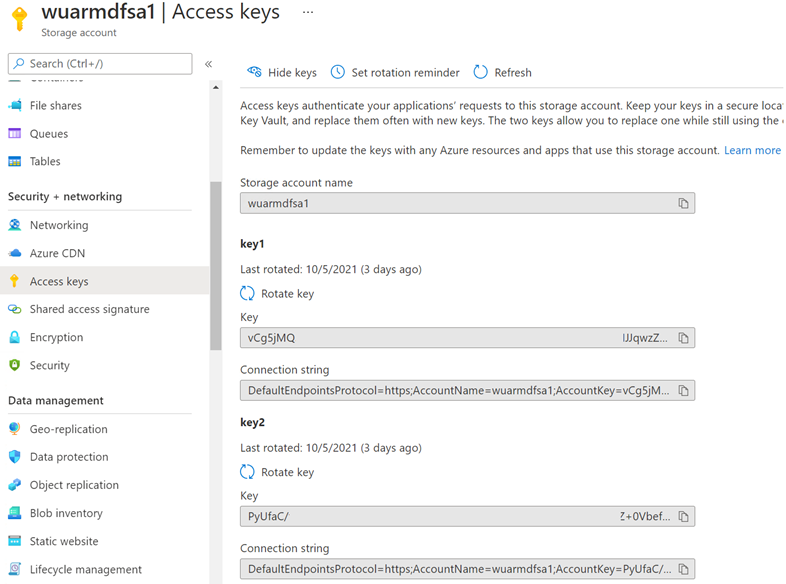 wuarmdfsa1 | Access keys ...
Storage account
Search (Ctrl+/)
«
Containers
File shares
Queues
Tables
Security + networking
Networking
Azure CDN
Access keys
Shared access signature
Encryption
Security
Data management
Geo-replication
Data protection
Object replication
Blob inventory
Static website
Lifecycle management
Hide keys Set rotation reminder Refresh
Access keys authenticate your applications' requests to this storage account. Keep your keys in a secure loca
Key Vault, and replace them often with new keys. The two keys allow you to replace one while still using the
Remember to update the keys with any Azure resources and apps that use this storage account. Learn more
Storage account name
wuarmdfsa1
key1
Last rotated: 10/5/2021 (3 days ago)
Rotate key
Key
vCg5jMQ JJqwzZ...
Connection string
DefaultEndpointsProtocol=https;AccountName=wuarmdfsa1;AccountKey=vCg5jM...
key2
Last rotated: 10/5/2021 (3 days ago)
Rotate key
Key
PyUfaC/ Z+0Vbef...
Connection string
DefaultEndpointsProtocol=https;AccountName=wuarmdfsa1;AccountKey=PyUfaC/...